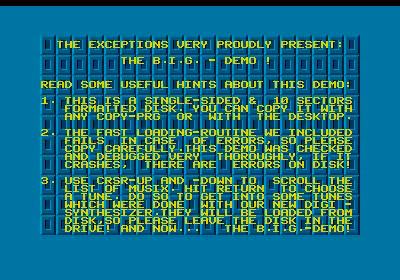 THE EXCEPTIONS VERY PROUDLY PRESENT:
THE B.I.G. - DEMO !
READ SOME USEFUL HINTS ABOUT THIS DEMO:
1. THIS IS A SINGLE-SIDED & 10 SECTORS
FORMATTED DISK. YOU CAN COPY IT WITH
ANY COPY-PRG OR WITH THE DESKTOP.
2. THE FAST LOADING-ROUTINE WE INCLUDED
FAILS IN CASE OF ERRORS, SO PLEASE
COPY CAREFULLY.THIS DEMO WAS CHECKED
AND DEBUGGED VERY THOROUGHLY. IF IT
CRASHES, THERE ARE ERRORS ON DISK!
3. USE CRSR-UP AND -DOWN TO SCROLL THE
LIST OF MUSIX. HIT RETURN TO CHOOSE
A TUNE. DO SO TO GET INTO SOME TUNES
WHICH WERE DONE WITH OUR NEW DIGI -
SYNTHESIZER.THEY WILL BE LOADED FROM
DISK,SO PLEASE LEAVE THE DISK IN THE
DRIVE! AND NOW... THE B.I.G.-DEMO!